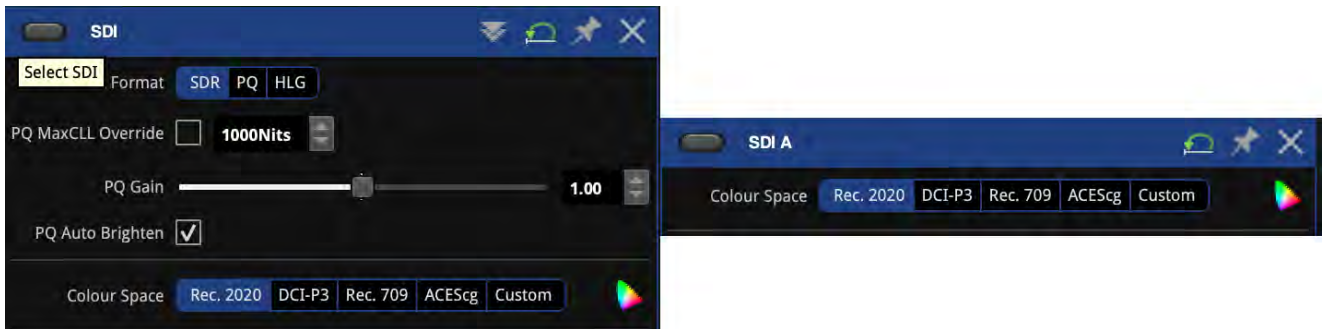 SDI
Select SDI
Format SDR PQ HLG
PQ MaxCLL Override 1000Nits
PQ Gain 1.00
PQ Auto Brighten
Colour Space Rec. 2020 DCI-P3 Rec. 709 ACEScg Custom
SDI A
Colour Space Rec. 2020 DCI-P3 Rec. 709 ACEScg Custom